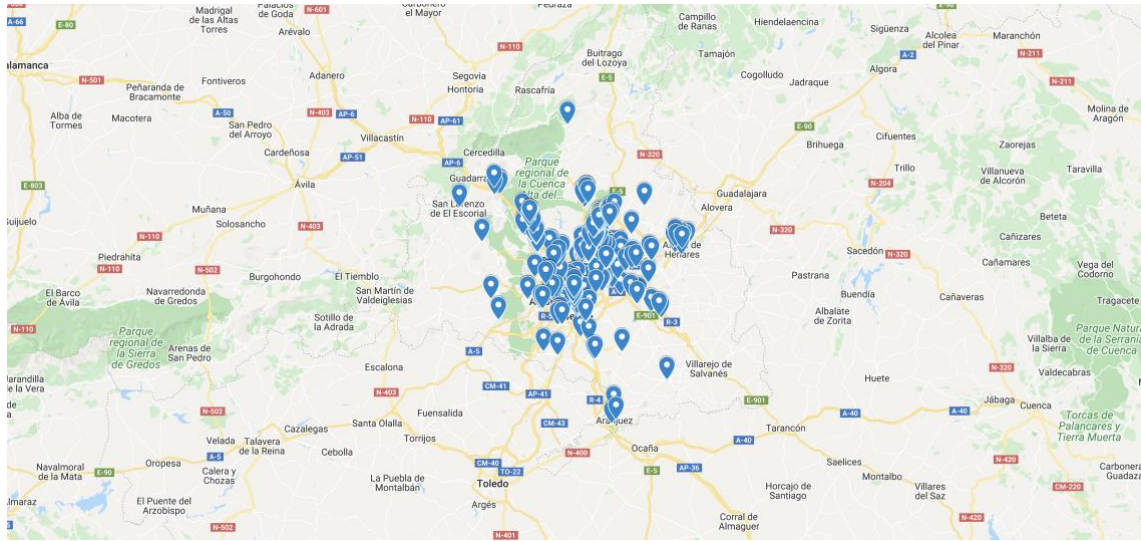 Madrigal
de las Altas
Torres
Palacios
de Goda
N-601
Carbonero
el Mayor
Pedraza
Campillo
de Ranas
Hiendelaencina
Sigüenza
Alcolea
del Pinar
Maranchón
A-66
E-80
Arévalo
N-110
Buitrago
del Lozoya
Tamajón
A-2
N-211
alamanca
N-501
Adanero
Segovia
E-5
Cogolludo
Algora
Peñaranda de
Bracamonte
Fontiveros
Hontoria
Rascafría
Jadraque
N-211
Alba de
Tormes
Macotera
A-50
N-403
AP-6
N-110
AP-61
Molina de
Aragón
San Pedro
del Arroyo
Villacastín
E-90
Cifuentes
Cardeñosa
AP-51
Cercedilla
AP-6
N-320
Brihuega
Zaorejas
Parque
regional de
la Cuenca
Alta del
Trillo
Taravilla
E-803
Ávila
Guadarra
E-5
Guadalajara
N-204
Villanueva
de Alcorón
Muñana
San Lorenzo
de El Escorial
Alovera
Guijuelo
Solosancho
N-403
N-320
Beteta
N-110
Piedrahita
Alcalá de
Henares
Sacedón
N-320
Cañizares
N-110
N-502
Burgohondo
El Tiemblo
Pastrana
Cañamares
Vega del
Codorno
El Barco
de Ávila
Navarredonda
de Gredos
San Martín de
Valdeiglesias
Buendía
Cañaveras
Tragacete
N-110
Parque
regional de
la Sierra
de Gredos
Sotillo de
la Adrada
R-5
E-901
R-3
Albalate
de Zorita
Parque Natu
de la Serranía
de Cuenca
Arenas de
San Pedro
A-5
Villarejo de
Salvanés
Villalba de
la Sierra
Jarandilla
de la Vera
Escalona
Huete
N-320
Valdecabras
N-403
CM-41
AP-41
R-4
E-901
Jábaga
Cuenca
N-502
Fuensalida
Aranjuez
A-40
A-40
Torcas de
Palancares y
Tierra Muerta
Cazalegas
Santa Olalla
CM-43
Tarancón
Velada
Talavera
de la Reina
Torrijos
A-40
Ocaña
N-400
Oropesa
A-5
Cebolla
CM-40
TO-22
E-5
AP-36
Saelices
N-420
Navalmoral
de la Mata
E-90
Calera y
Chozas
La Puebla de
Montalbán
Toledo
Horcajo de
Santiago
Montalbo
Carbonera
Guadaza
CM-220
El Puente del
Arzobispo
Argés
Villares
del Saz
Almaraz
N-502
N-401
Corral de
Almaguer
N-420